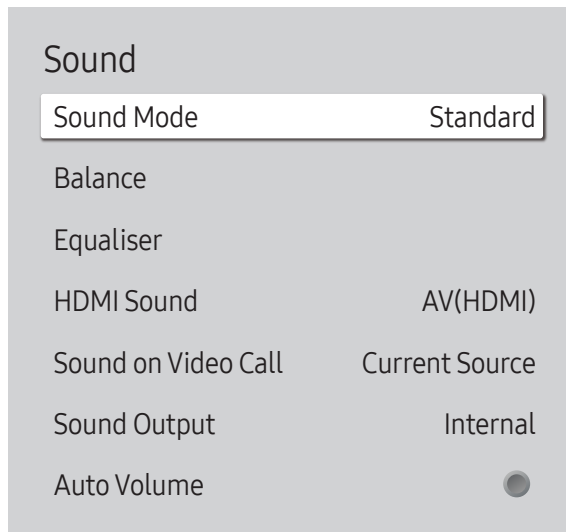 Sound
Sound Mode Standard
Balance
Equaliser
HDMI Sound AV(HDMI)
Sound on Video Call Current Source
Sound Output Internal
Auto Volume